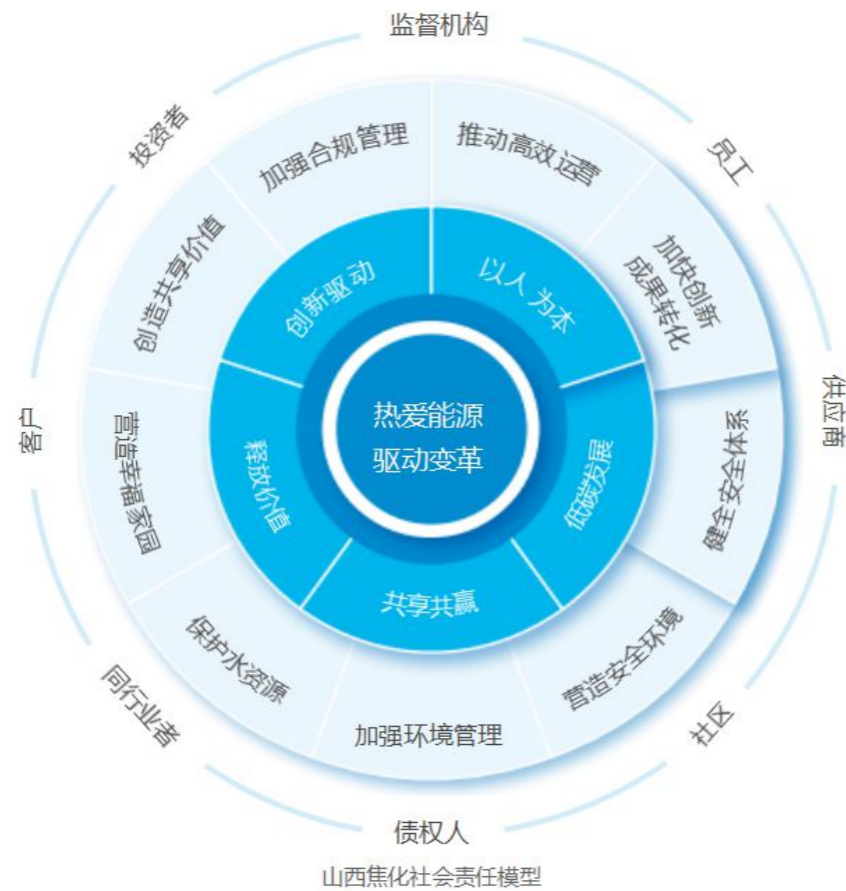 监督机构
员工
供应商
社区
债权人
同行业者
客户
投资者
推动高效运营
加快创新
成果转化
健全安全体系
营造安全环境
加强环境管理
保护水资源
营造幸福家园
创造共享价值
加强合规管理
以人为本
低碳发展
共享共赢
释放价值
创新驱动
热爱能源
驱动变革
山西焦化社会责任模型